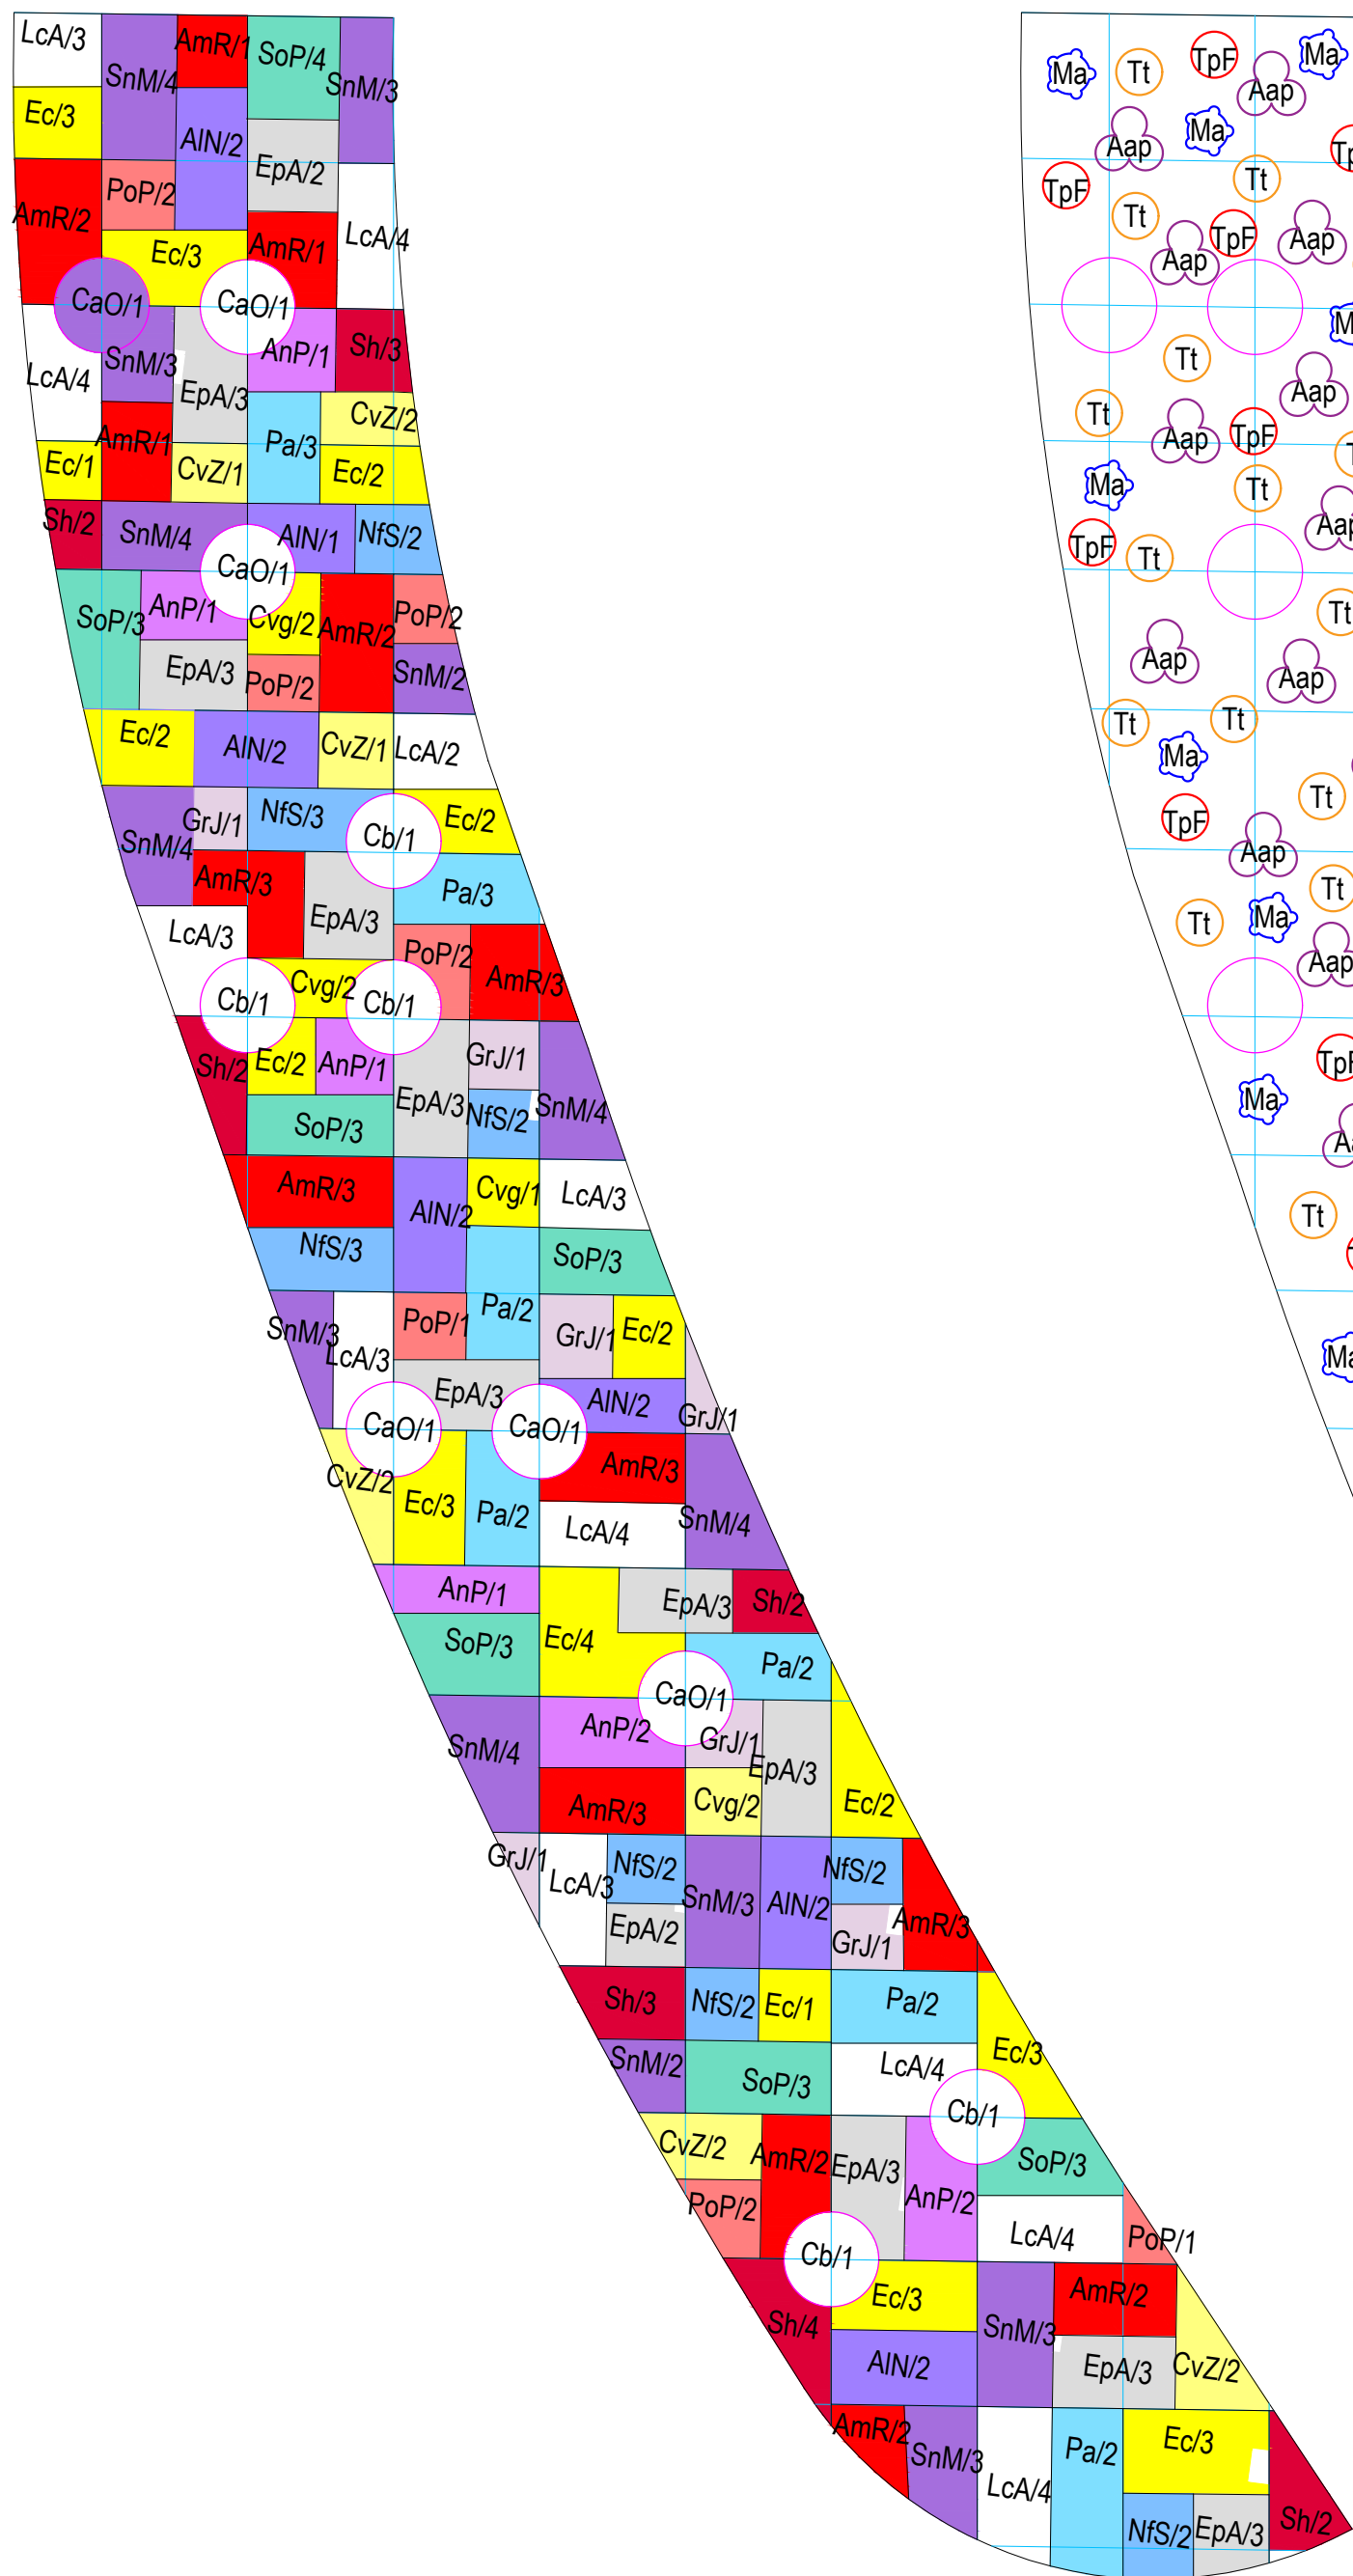 LcA/3
SnM/4
AmR/1
SoP/4
SnM/3
Ec/3
AlN/2
EpA/2
PoP/2
AmR/2
LcA/4
Ec/3
AmR/1
CaO/1
CaO/1
SnM/3
AnP/1
Sh/3
LcA/4
EpA/3
CvZ/2
AmR/1
Pa/3
Ec/1
CvZ/1
Ec/2
Sh/2
SnM/4
AlN/1
NfS/2
CaO/1
SoP/3
AnP/1
Cvg/2
AmR/2
PoP/2
EpA/3
PoP/2
SnM/2
Ec/2
AlN/2
CvZ/1
LcA/2
SnM/4
GrJ/1
NfS/3
Cb/1
Ec/2
AmR/3
EpA/3
Pa/3
LcA/3
PoP/2
AmR/3
Cb/1
Cvg/2
Cb/1
Sh/2
Ec/2
AnP/1
GrJ/1
EpA/3
NfS/2
SnM/4
SoP/3
AmR/3
AlN/2
Cvg/1
LcA/3
NfS/3
SoP/3
SnM/3
LcA/3
PoP/1
Pa/2
GrJ/1
Ec/2
EpA/3
AlN/2
GrJ/1
CaO/1
CaO/1
CvZ/2
Ec/3
Pa/2
AmR/3
LcA/4
SnM/4
AnP/1
EpA/3
Sh/2
SoP/3
Ec/4
Pa/2
CaO/1
SnM/4
AnP/2
GrJ/1
EpA/3
AmR/3
Cvg/2
Ec/2
GrJ/1
LcA/3
NfS/2
SnM/3
AlN/2
NfS/2
AmR/3
EpA/2
GrJ/1
Sh/3
NfS/2
Ec/1
Pa/2
Ec/3
SnM/2
SoP/3
LcA/4
Cb/1
CvZ/2
AmR/2
EpA/3
AnP/2
SoP/3
PoP/2
LcA/4
PoP/1
Cb/1
Sh/4
Ec/3
SnM/3
AmR/2
AlN/2
EpA/3
CvZ/2
AmR/2
SnM/3
LcA/4
Pa/2
Ec/3
NfS/2
EpA/3
Sh/2
Ma
Tt
TpF
Aap
Ma
Aap
Ma
TpF
Tt
Tt
Aap
TpF
Aap
Tt
Aap
Tt
Aap
TpF
Ma
Tt
Aap
TpF
Tt
Tt
Aap
Aap
Tt
Tt
Ma
Tt
TpF
Aap
Tt
Tt
Ma
Aap
TpF
Ma
Tt